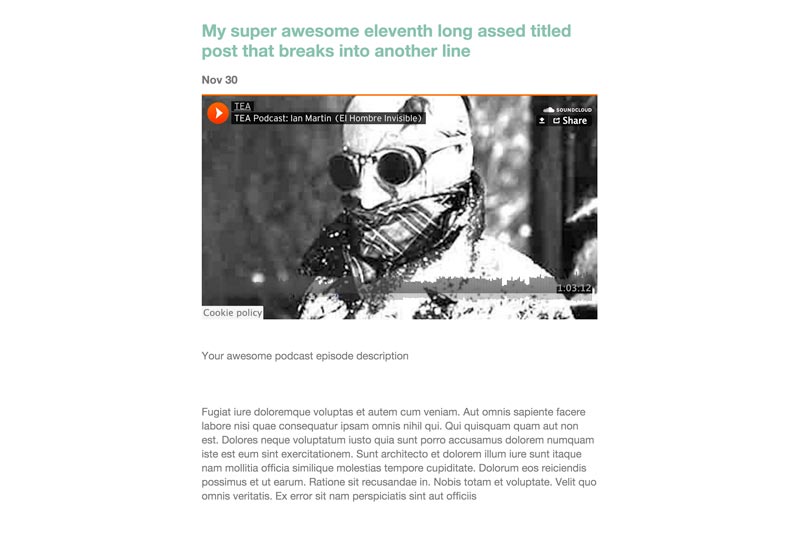 My super awesome eleventh long assed titled
post that breaks into another line
Nov 30
TEA
TEA Podcast: Ian Martin (El Hombre Invisible)
SOUNDCLOUD
Share
1:03:12
Cookie policy
Your awesome podcast episode description
Fugiat iure doloremque voluptas et autem cum veniam. Aut omnis sapiente facere
labore nisi quae consequatur ipsam omnis nihil qui. Qui quisquam quam aut non
est. Dolores neque voluptatum iusto quia sunt porro accusamus dolorem numquam
iste est eum sint exercitationem. Sunt architecto et dolorem illum iure sunt itaque
nam mollitia officia similique molestias tempore cupiditate. Dolorum eos reiciendis
possimus et ut earum. Ratione sit recusandae in. Nobis totam et voluptate. Velit quo
omnis veritatis. Ex error sit nam perspiciatis sint aut officiis